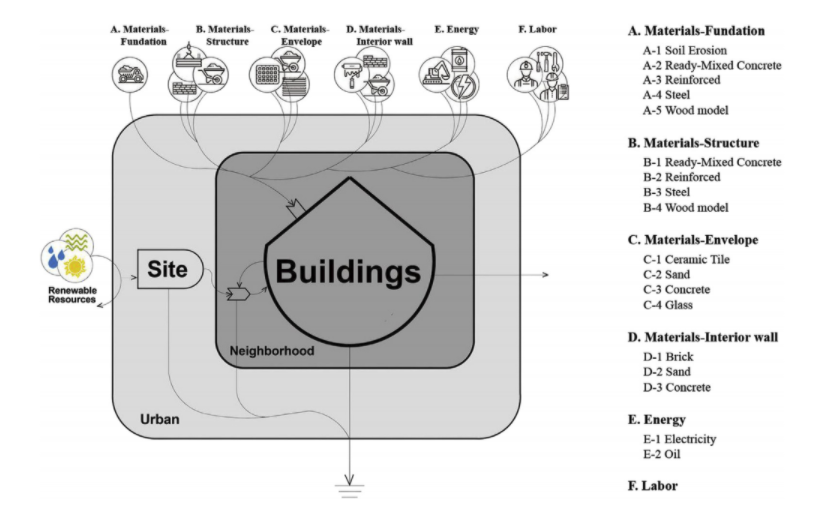 A. Materials-
Fundation
B. Materials-
Structure
C. Materials-
Envelope
D. Materials-
Interior wall
E. Energy
F. Labor
Renewable
Resources
Site
Buildings
Neighborhood
Urban
A. Materials-Fundation
A-1 Soil Erosion
A-2 Ready-Mixed Concrete
A-3 Reinforced
A-4 Steel
A-5 Wood model
B. Materials-Structure
B-1 Ready-Mixed Concrete
B-2 Reinforced
B-3 Steel
B-4 Wood model
C. Materials-Envelope
C-1 Ceramic Tile
C-2 Sand
C-3 Concrete
C-4 Glass
D. Materials-Interior wall
D-1 Brick
D-2 Sand
D-3 Concrete
E. Energy
E-1 Electricity
E-2 Oil
F. Labor